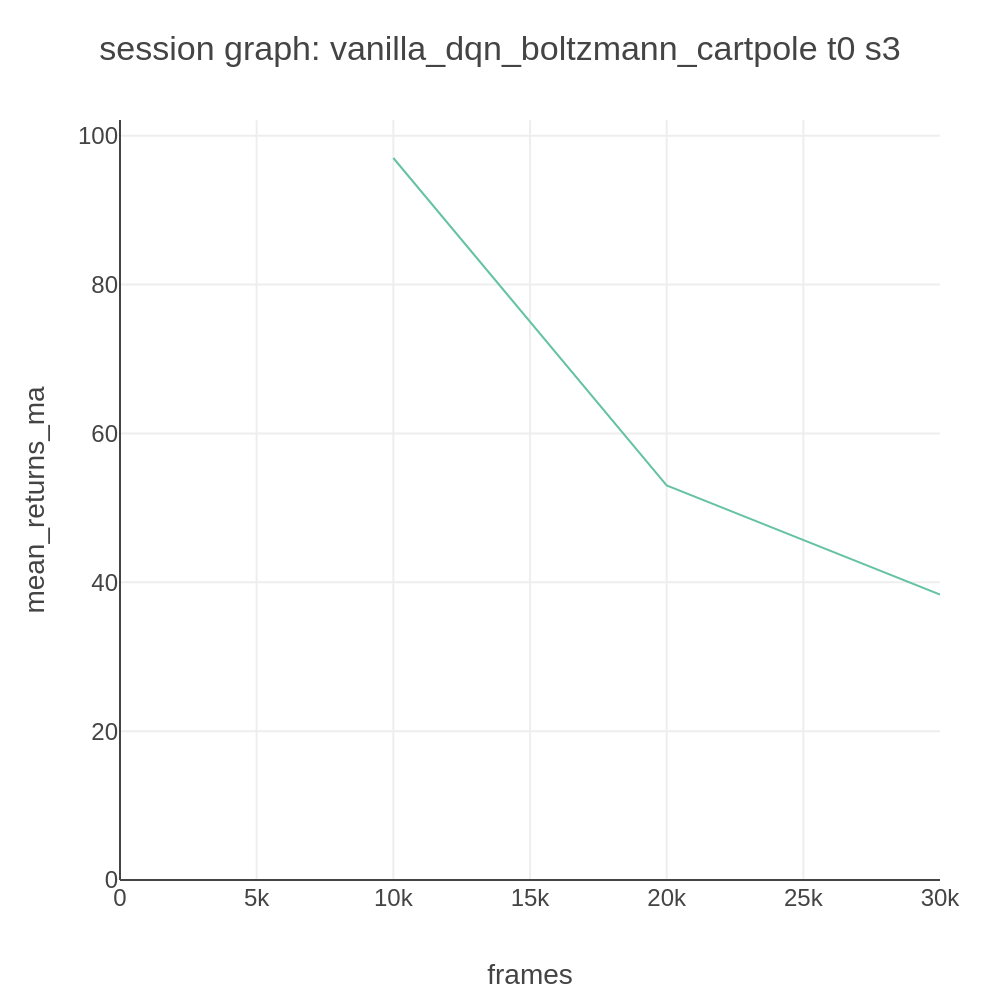 session graph: vanilla_dqn_boltzmann_cartpole t0 s3
100
80
60
40
20
0
mean_returns_ma
0 5k 10k 15k 20k 25k 30k
frames